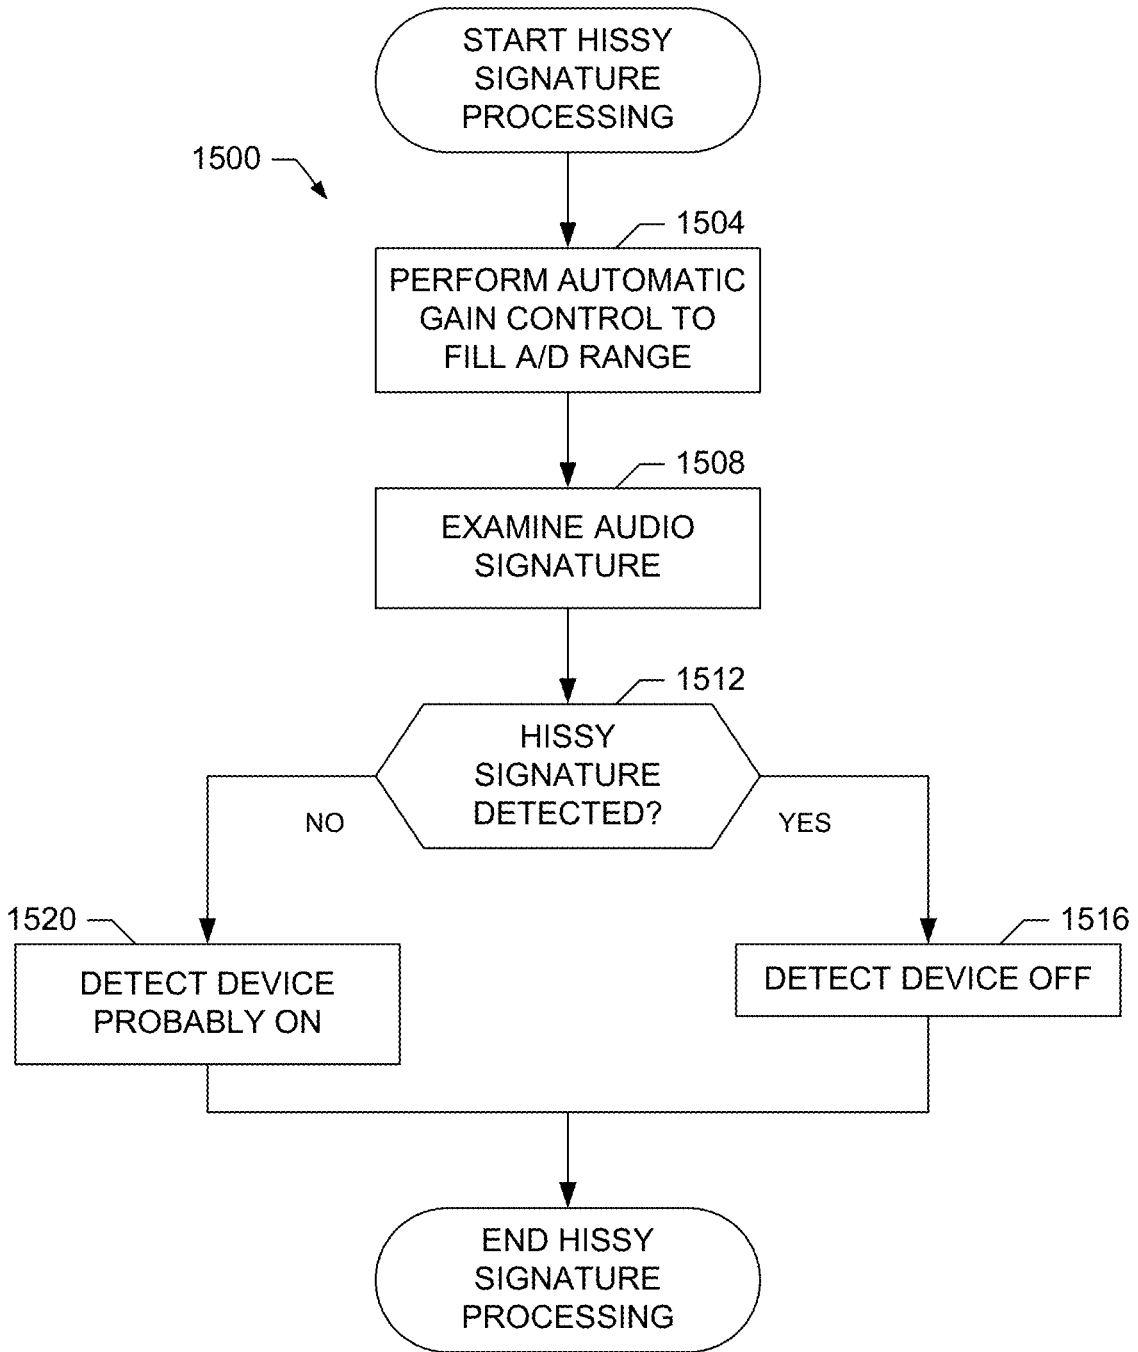 START HISSY
SIGNATURE
PROCESSING
1500
1504
PERFORM AUTOMATIC
GAIN CONTROL TO
FILL A/D RANGE
1508
EXAMINE AUDIO
SIGNATURE
1512
HISSY
SIGNATURE
DETECTED?
NO
YES
1520
DETECT DEVICE
PROBABLY ON
1516
DETECT DEVICE OFF
END HISSY
SIGNATURE
PROCESSING